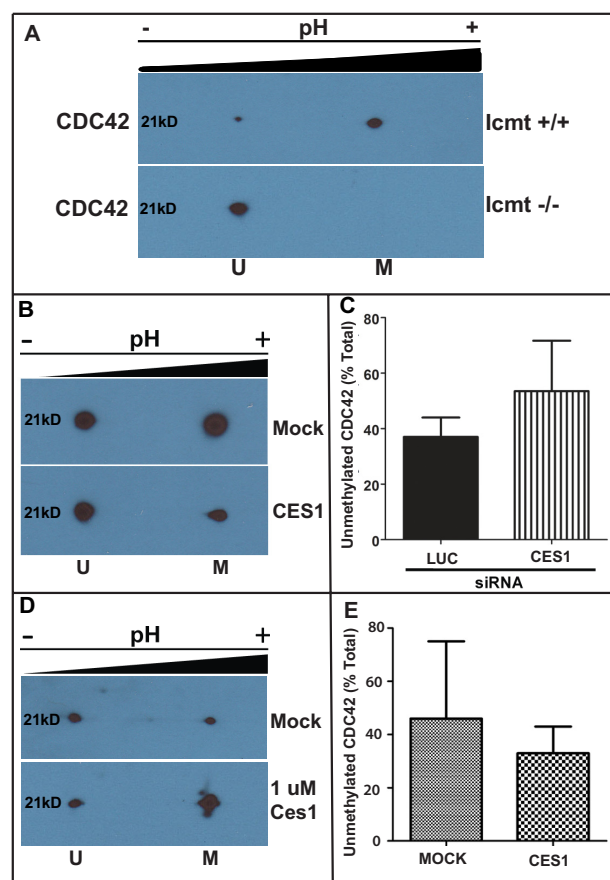 A
- pH +
CDC42 21kD Icmt +/+
CDC42 21kD Icmt -/-
U M
B
- pH +
21kD Mock
21kD CES1
U M
C
Unmethylated CDC42 (% Total)
80
60
40
20
0
LUC CES1
siRNA
D
- pH +
21kD Mock
21kD 1 uM
Ces1
U M
E
Unmethylated CDC42 (% Total)
80
60
40
20
0
MOCK CES1